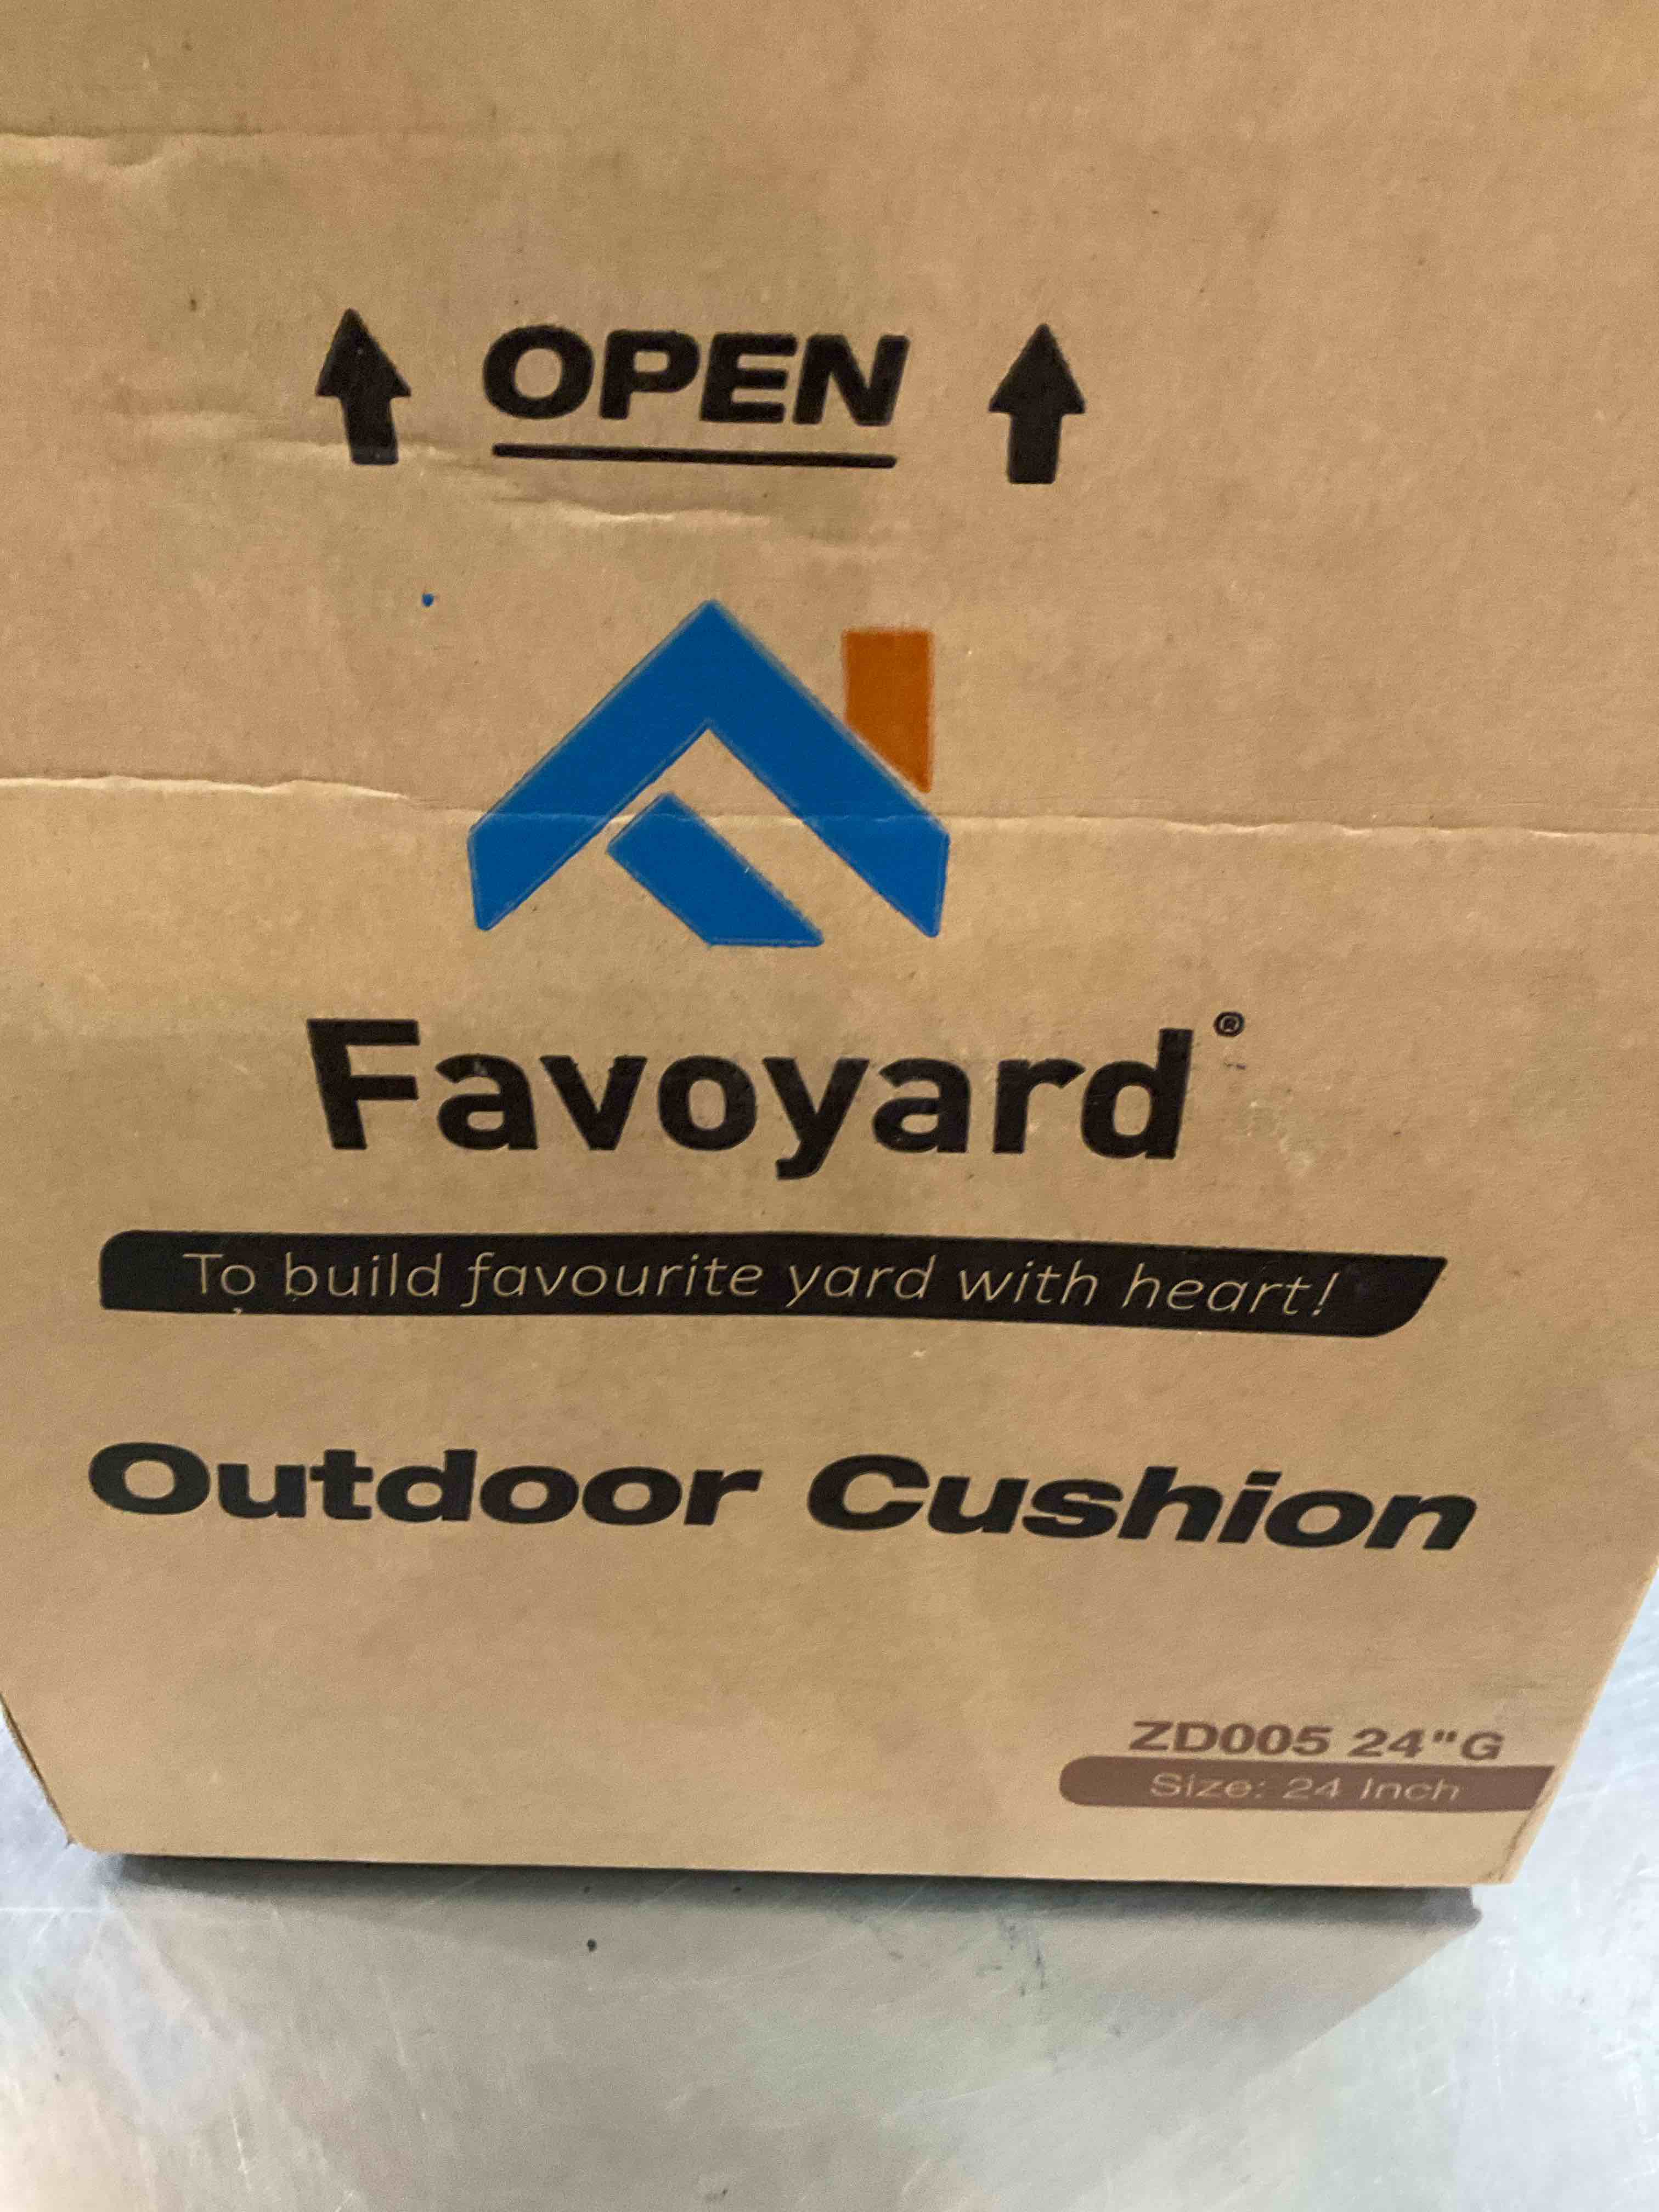 OPEN
Favoyard®
To build favourite yard with heart!
Outdoor Cushion
ZD005 24"G
Size: 24 Inch